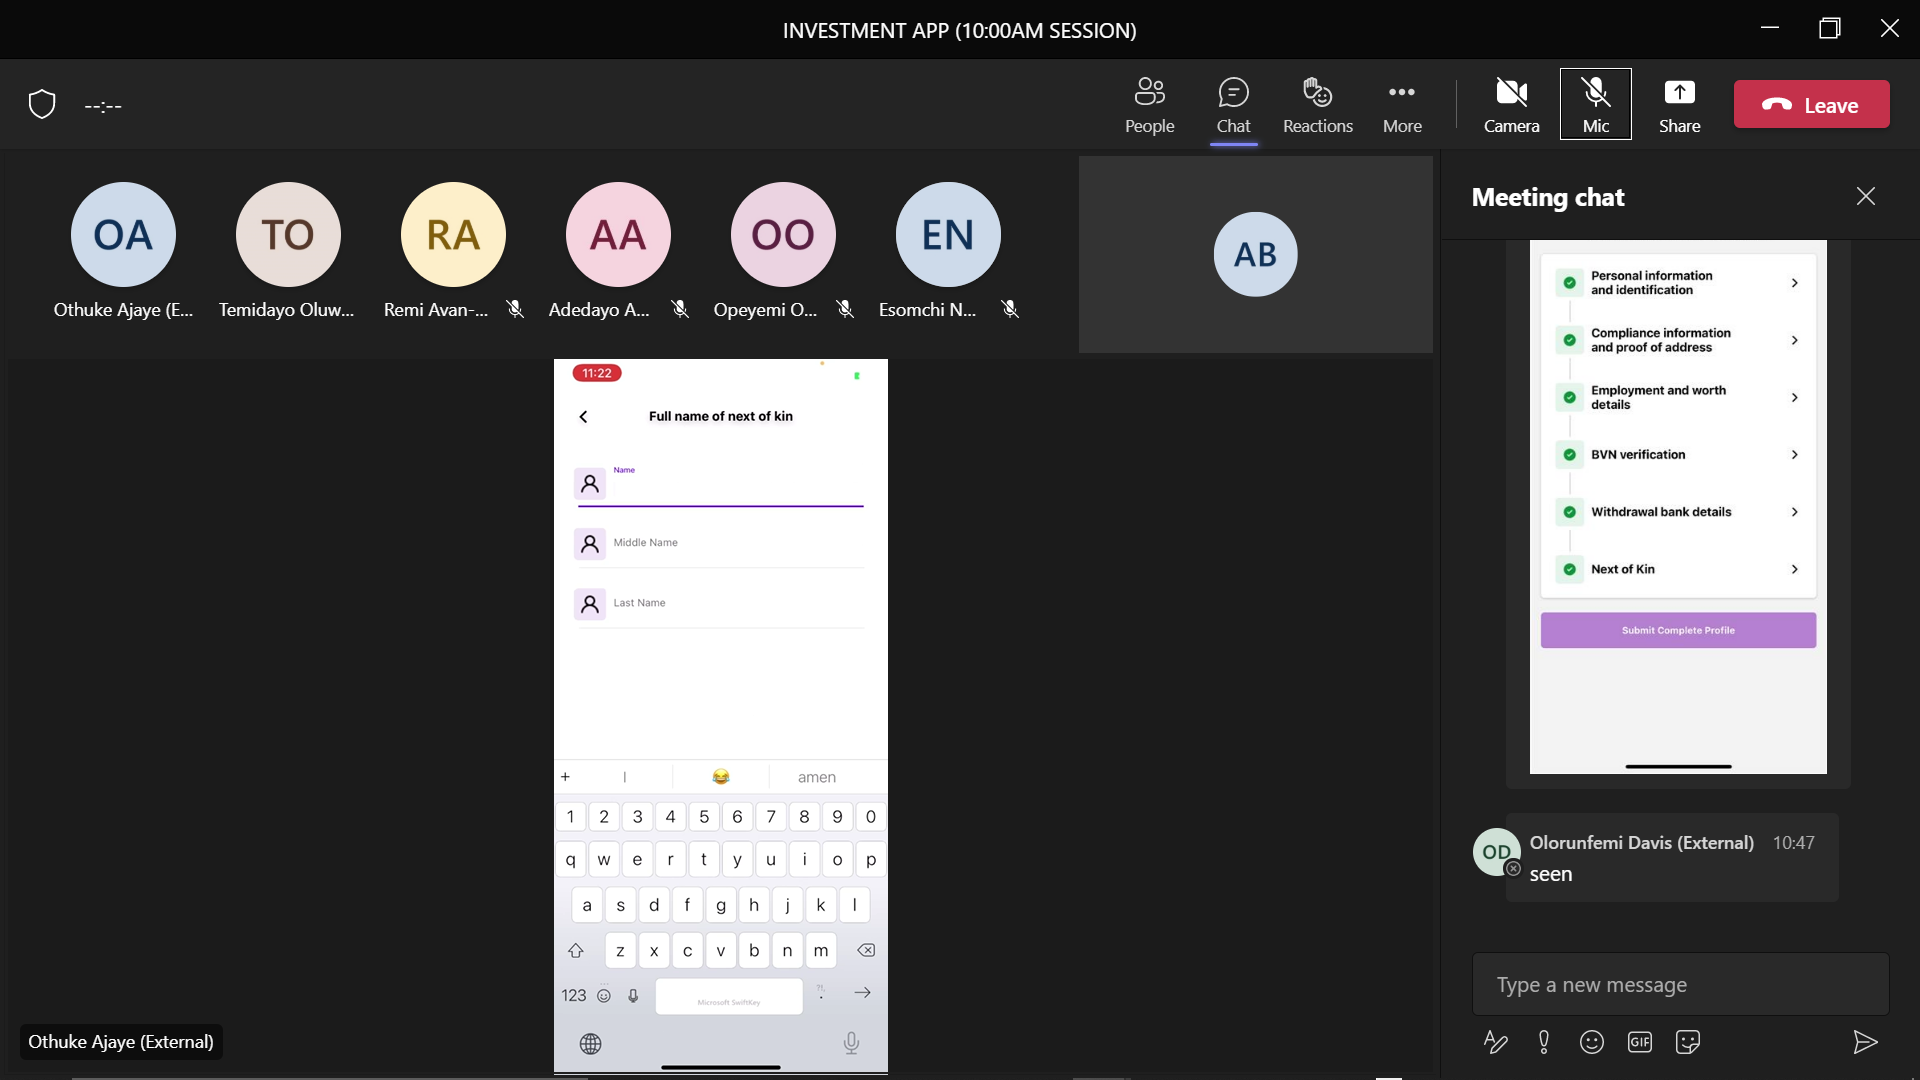 INVESTMENT APP (10:00AM SESSION)
--:--
People
Chat
Reactions
More
Camera
Mic
Share
Leave
OA
TO
RA
AA
OO
EN
AB
Othuke Ajaye (E...
Temidayo Oluw...
Remi Avan-...
Adedayo A...
Opeyemi O...
Esomchi N...
11:22
Full name of next of kin
Name
Middle Name
Last Name
+ I 😂 amen
1 2 3 4 5 6 7 8 9 0
q w e r t y u i o p
a s d f g h j k l
z x c v b n m
123
Microsoft SwiftKey
?!,
.
Othuke Ajaye (External)
Meeting chat
Personal information
and identification
Compliance information
and proof of address
Employment and worth
details
BVN verification
Withdrawal bank details
Next of Kin
Submit Complete Profile
OD
Olorunfemi Davis (External) 10:47
seen
Type a new message
GIF